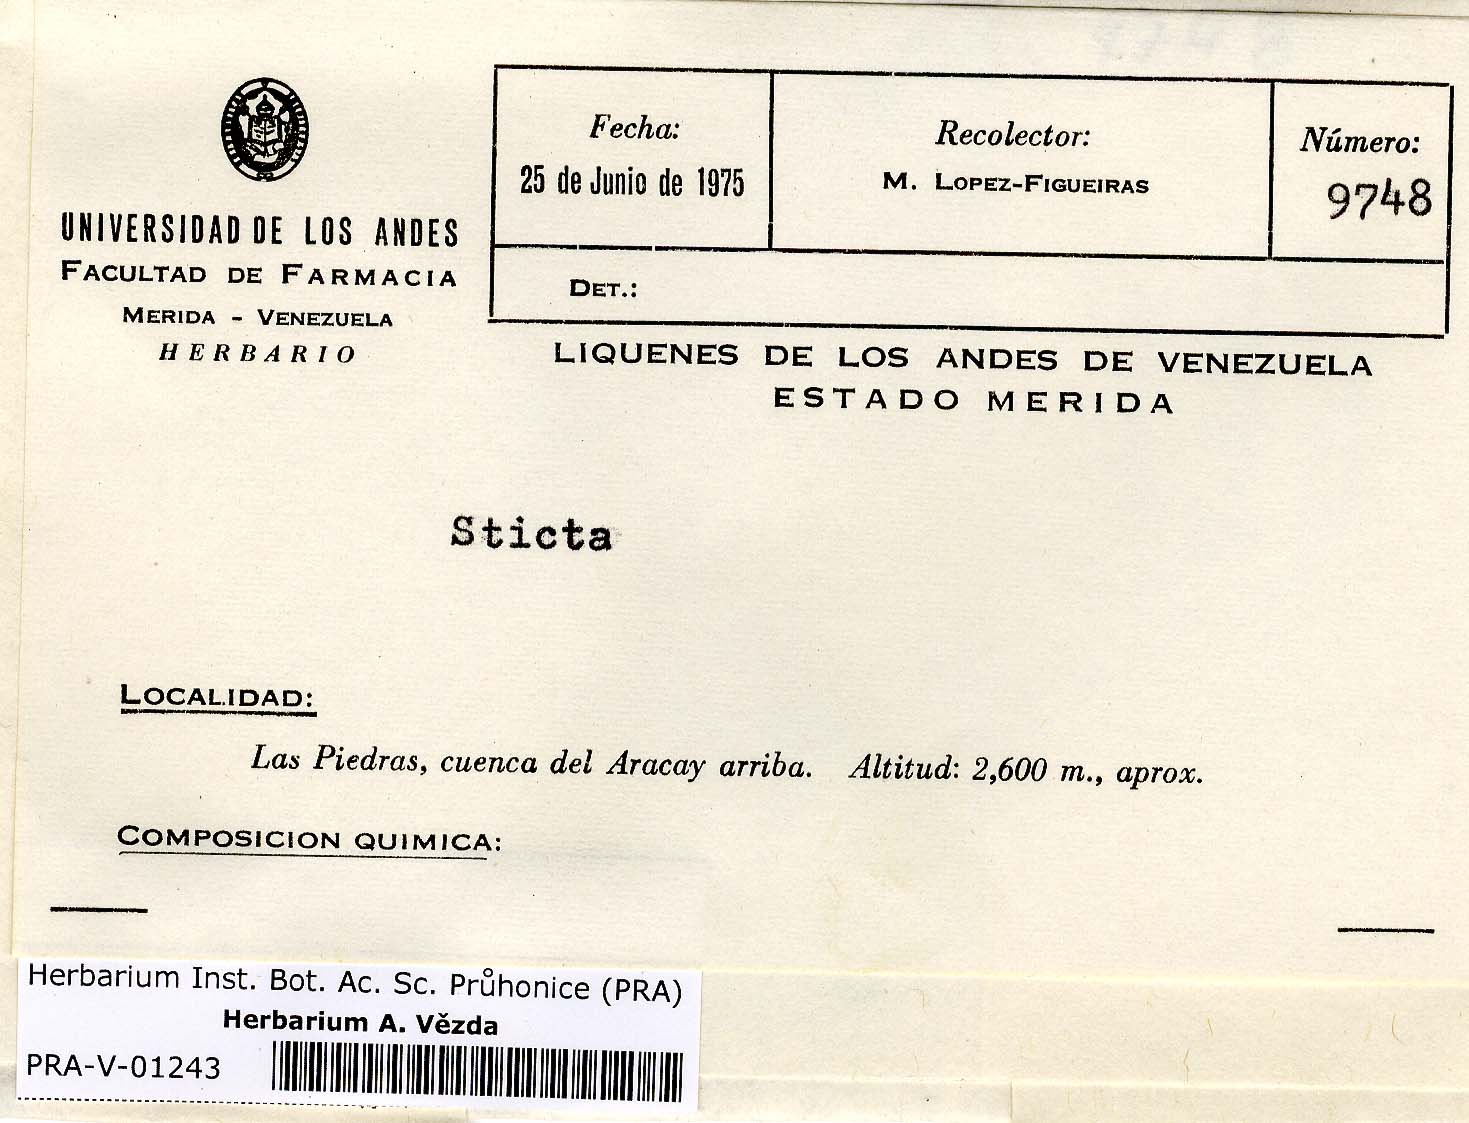 UNIVERSIDAD DE LOS ANDES
FACULTAD DE FARMACIA
MERIDA - VENEZUELA
HERBARIO
Fecha:
25 de Junio de 1975
Recolector:
M. LOPEZ-FIGUEIRAS
Número:
9748
DET.:
LIQUENES DE LOS ANDES DE VENEZUELA
ESTADO MERIDA
Sticta
LOCALIDAD:
Las Piedras, cuenca del Aracay arriba. Altitud: 2,600 m., aprox.
COMPOSICION QUIMICA:
Herbarium Inst. Bot. Ac. Sc. Průhonice (PRA)
Herbarium A. Vězda
PRA-V-01243